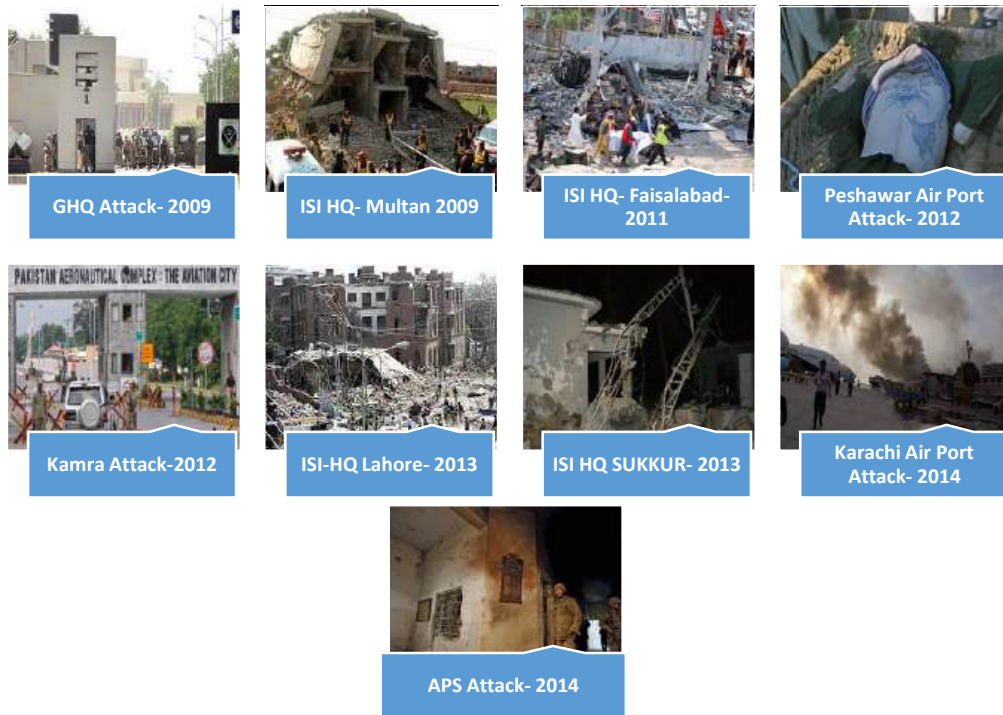 GHQ Attack- 2009
ISI HQ- Multan 2009
ISI HQ- Faisalabad-
2011
Peshawar Air Port
Attack- 2012
PAKISTAN AERONAUTICAL COMPLEX : THE AVIATION CITY
Kamra Attack-2012
ISI-HQ Lahore- 2013
ISI HQ SUKKUR- 2013
Karachi Air Port
Attack- 2014
APS Attack- 2014